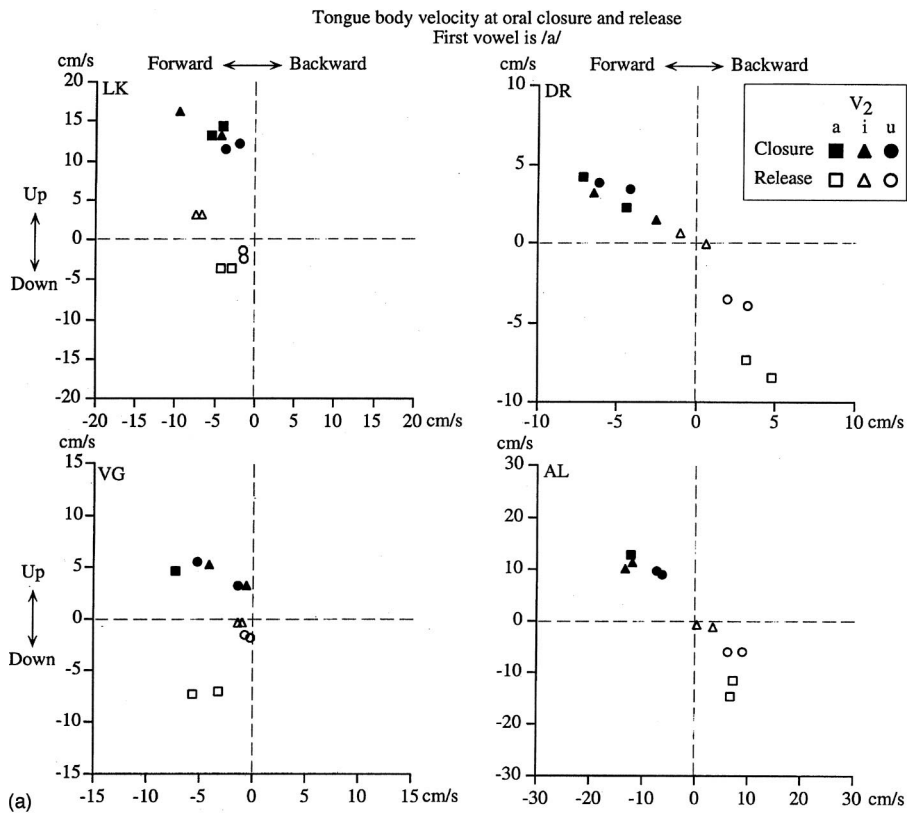 Tongue body velocity at oral closure and release
First vowel is /a/
cm/s Forward Backward
20 LK
15
10
5
0
-5
-10
-15
-20
-20 -15 -10 -5 0 5 10 15 20 cm/s
Up
Down
cm/s Forward Backward
10 DR
5
0
-5
-10
-10 -5 0 5 10 cm/s
V2
a i u
Closure
Release
cm/s
15 VG
10
5
0
-5
-10
-15
-15 -10 -5 0 5 10 15 cm/s
Up
Down
(a)
cm/s
30 AL
20
10
0
-10
-20
-30
-30 -20 -10 0 10 20 30 cm/s